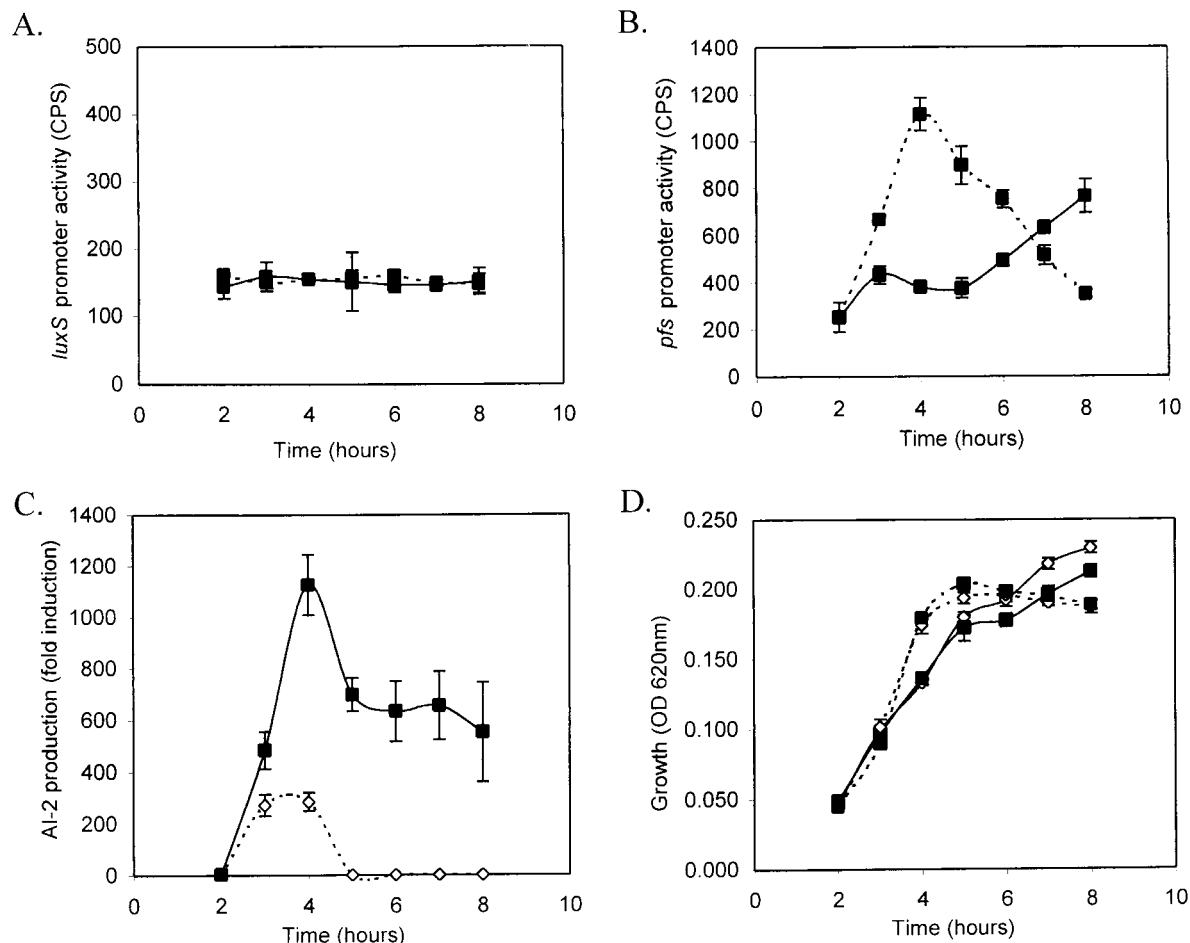 A.
500
400
300
200
100
0
luxS promoter activity (CPS)
0 2 4 6 8 10
Time (hours)
B.
1400
1200
1000
800
600
400
200
0
pfs promoter activity (CPS)
0 2 4 6 8 10
Time (hours)
C.
1400
1200
1000
800
600
400
200
0
AI-2 production (fold induction)
0 2 4 6 8 10
Time (hours)
D.
0.250
0.200
0.150
0.100
0.050
0.000
Growth (OD 620nm)
0 2 4 6 8 10
Time (hours)